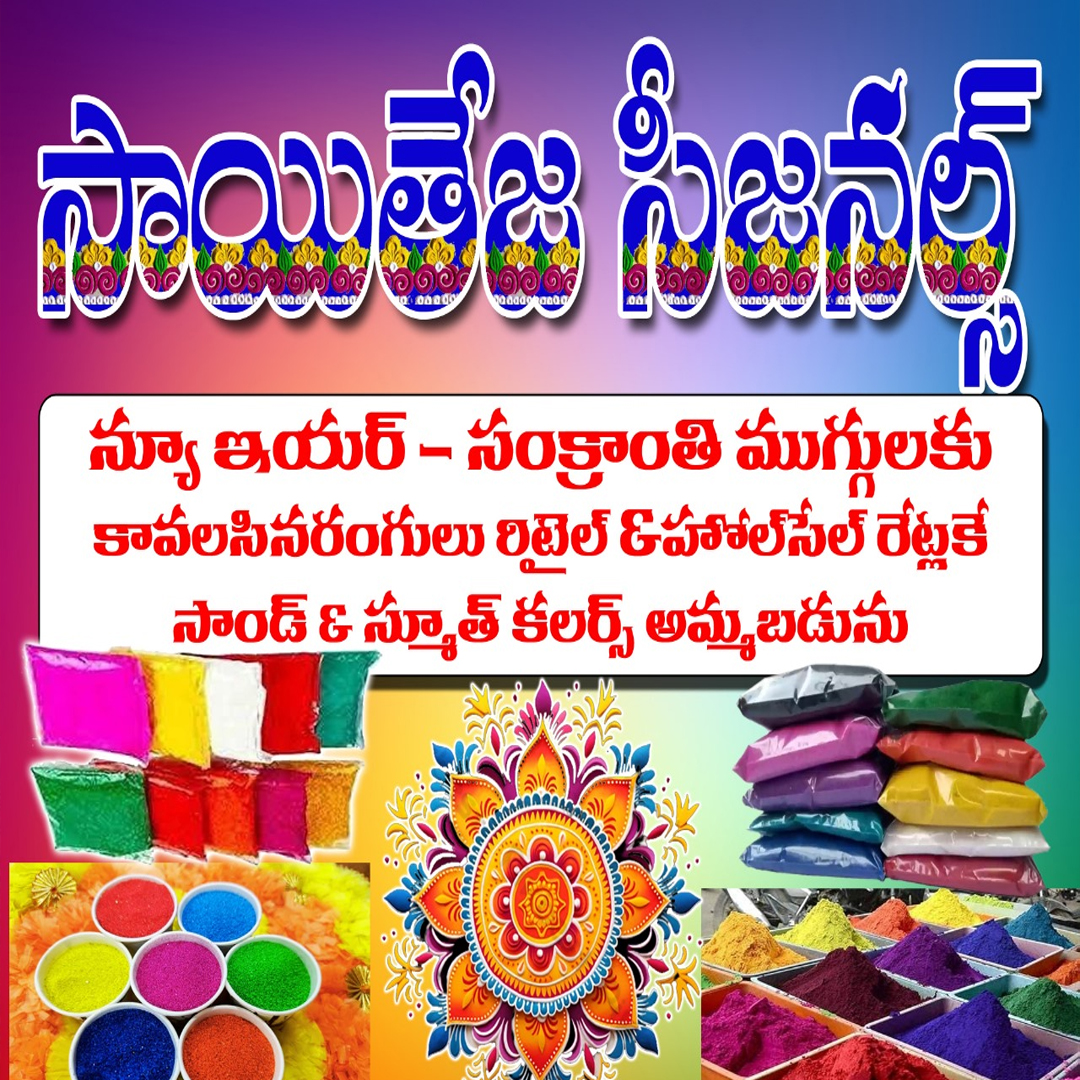 సాయితేజ సీజనల్స్
న్యూ ఇయర్ – సంక్రాంతి ముగ్గులకు
కావలసినరంగులు రిటైల్ &హోల్‌సేల్ రేట్లకే
సాండ్ & స్మూత్ కలర్స్ అమ్మబడును